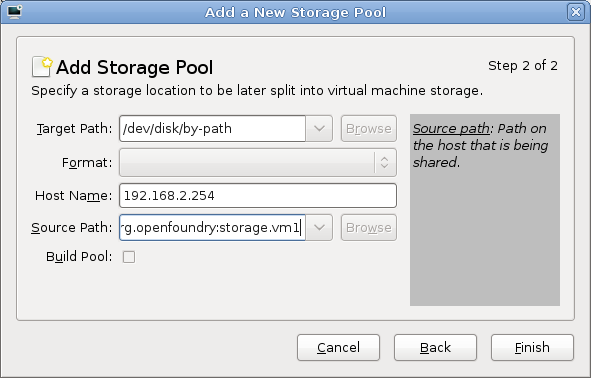 Add a New Storage Pool
Add Storage Pool
Step 2 of 2
Specify a storage location to be later split into virtual machine storage.
Target Path: /dev/disk/by-path Browse
Format:
Host Name: 192.168.2.254
Source Path: rg.openfoundry:storage.vm1 Browse
Build Pool:
Source path: Path on
the host that is being
shared.
Cancel Back Finish